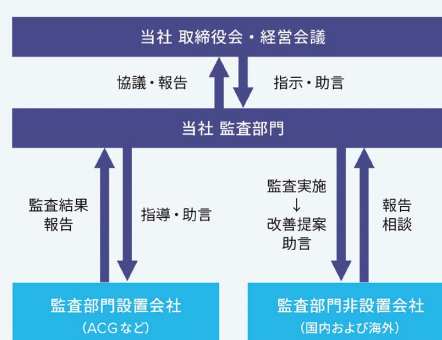 当社 取締役会・経営会議
協議・報告
指示・助言
当社 監査部門
監査結果
報告
指導・助言
監査実施
↓
改善提案
助言
報告
相談
監査部門設置会社
(ACGなど)
監査部門非設置会社
(国内および海外)